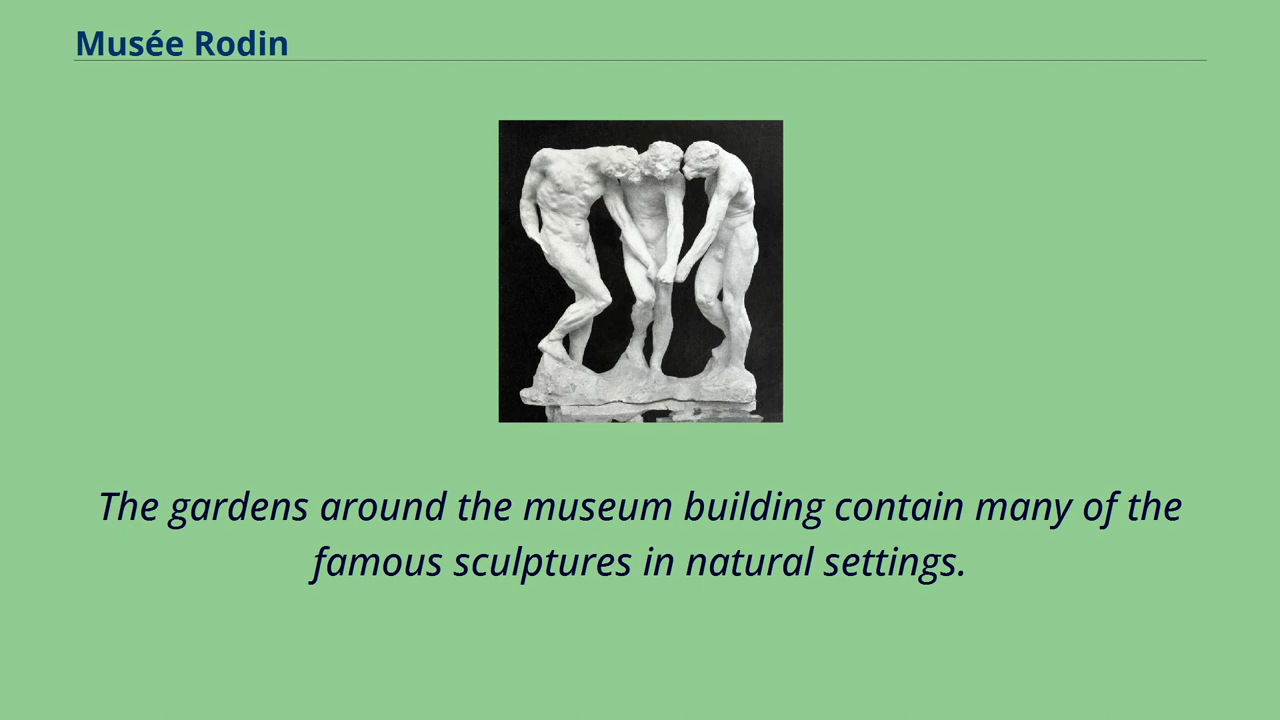 Musée Rodin
The gardens around the museum building contain many of the
famous sculptures in natural settings.